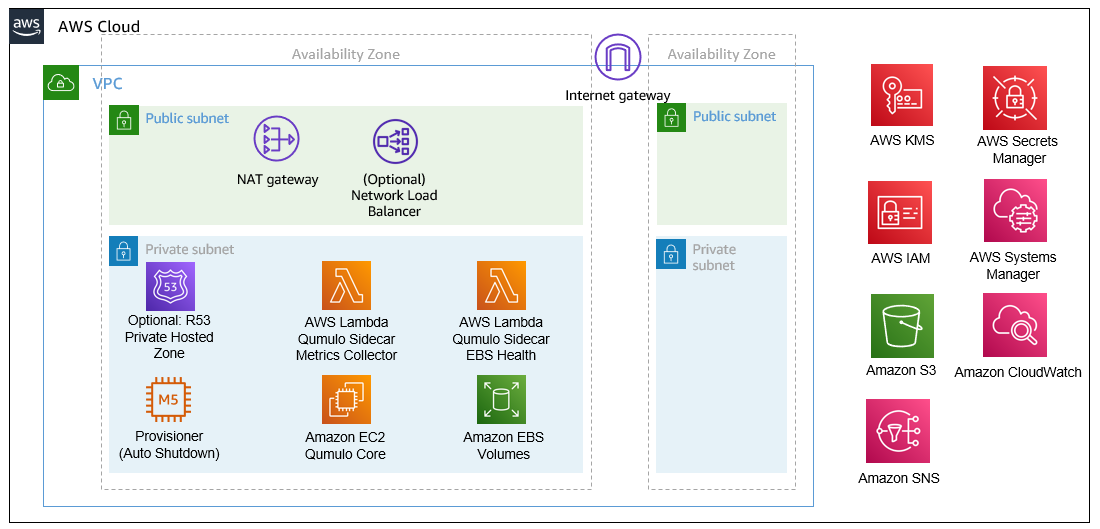 aws
AWS Cloud
Availability Zone
Availability Zone
VPC
Internet gateway
Public subnet
NAT gateway
(Optional)
Network Load
Balancer
Public subnet
Private subnet
53
Optional: R53
Private Hosted
Zone
AWS Lambda
Qumulo Sidecar
Metrics Collector
AWS Lambda
Qumulo Sidecar
EBS Health
M5
Provisioner
(Auto Shutdown)
Amazon EC2
Qumulo Core
Amazon EBS
Volumes
Private
subnet
AWS KMS
AWS Secrets
Manager
AWS IAM
AWS Systems
Manager
Amazon S3
Amazon CloudWatch
Amazon SNS